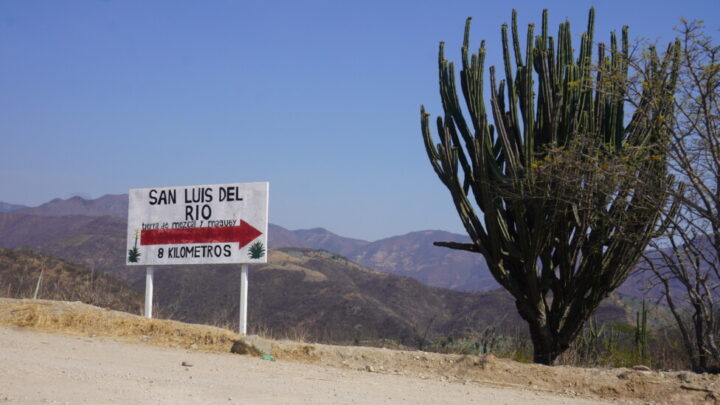 SAN LUIS DEL
RIO
tierra de mezcal y maguey
8 KILOMETROS